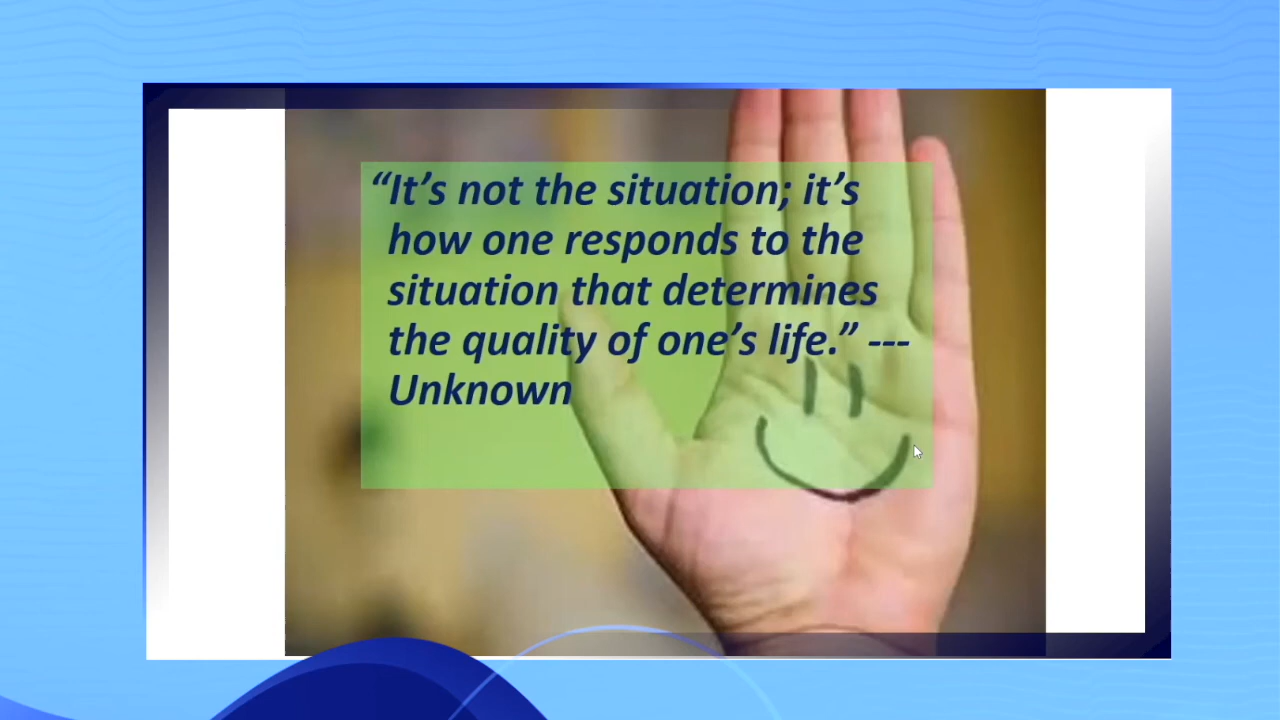 “It’s not the situation; it’s
how one responds to the
situation that determines
the quality of one’s life.” ---
Unknown